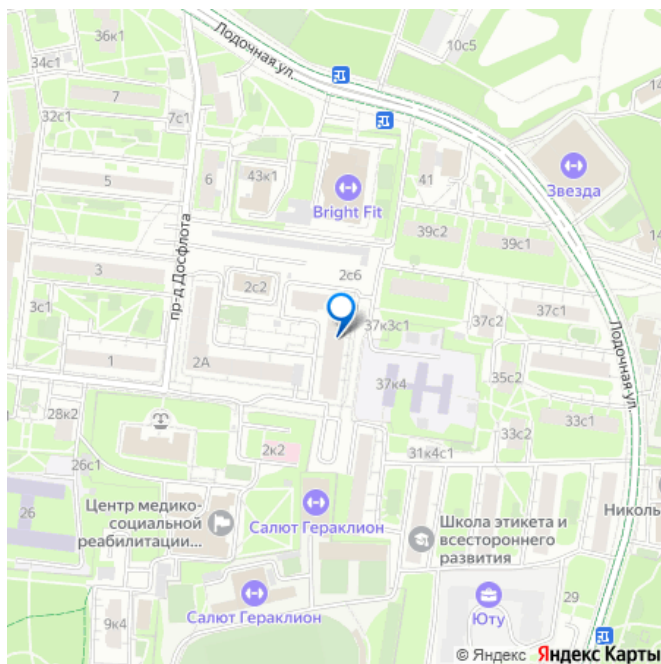 36к1
Лодочная ул.
10с5
34с1
7
32с1
7с1
5
6
43к1
Bright Fit
41
Звезда
14
39с2
39с1
14
пр-д Досфлота
3
2с6
2с2
3с1
37к3с1
37с2
37с1
Лодочная ул.
1
2А
37к4
35с2
28к2
33с2
33с1
26с1
2к2
31к4с1
26
Центр медико-
социальной
реабилитации...
Салют Гераклион
Школа этикета и
всестороннего
развития
Николь
Салют Гераклион
Юту
29
9к4
© Яндекс Яндекс Карты